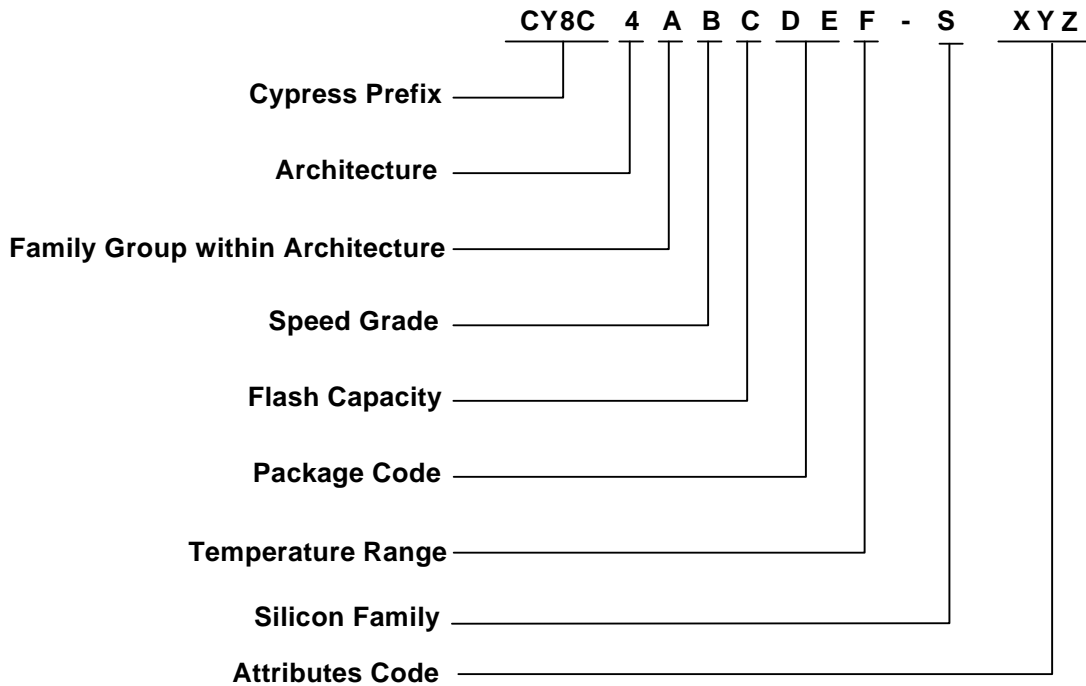 CY8C 4 A B C D E F - S XYZ
Cypress Prefix
Architecture
Family Group within Architecture
Speed Grade
Flash Capacity
Package Code
Temperature Range
Silicon Family
Attributes Code